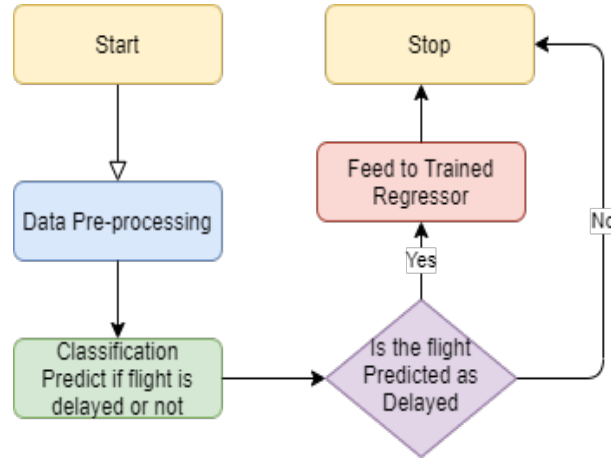 Start
Data Pre-processing
Classification
Predict if flight is
delayed or not
Is the flight
Predicted as
Delayed
Yes
Feed to Trained
Regressor
Stop
No